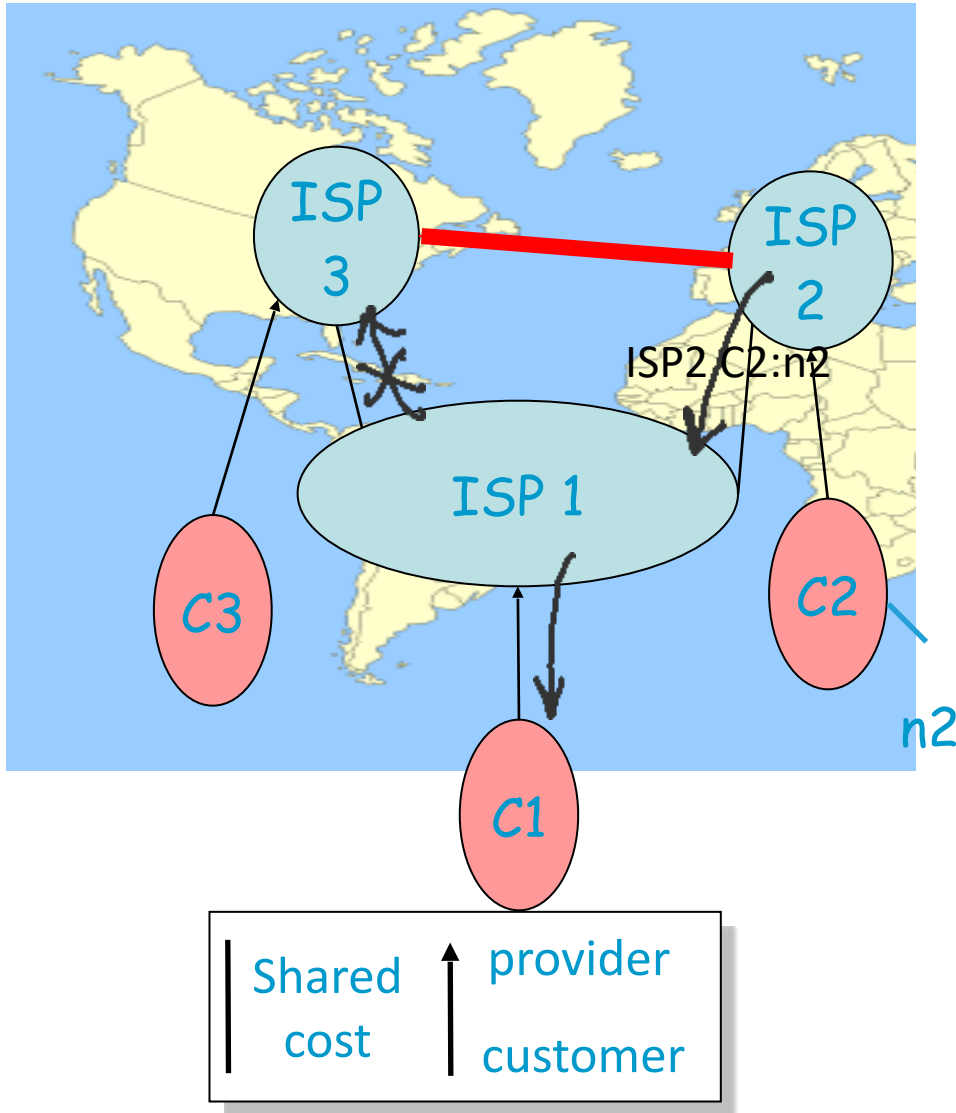 ISP
3
ISP
2
ISP2 C2:n2
ISP 1
C3
C2
n2
C1
Shared
cost
provider
customer